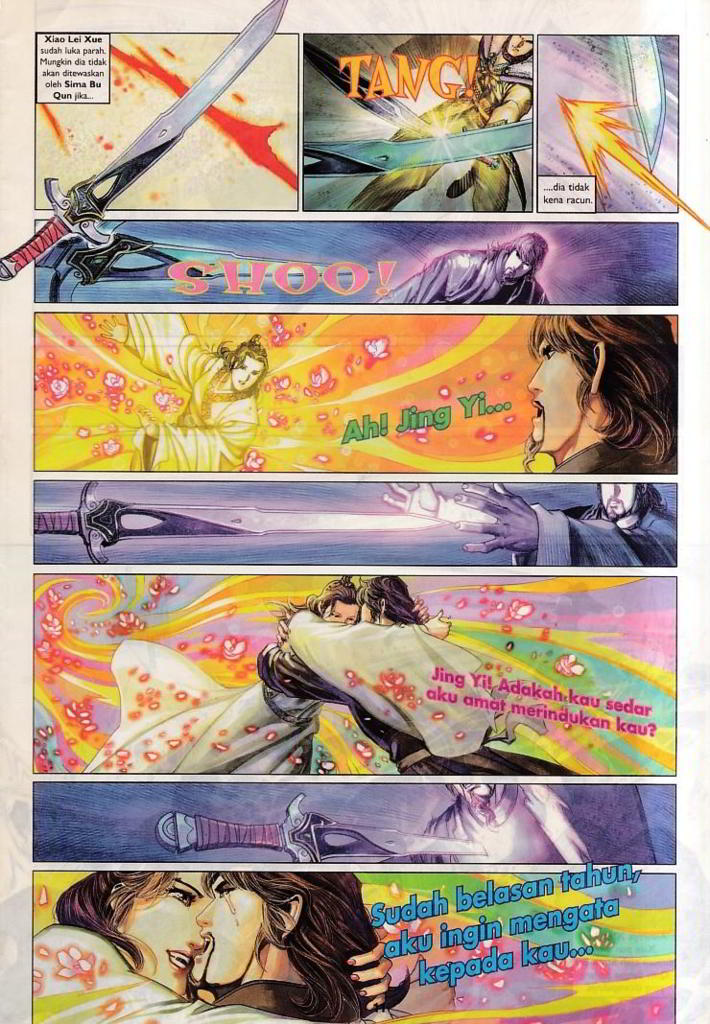 Xiao Lei Xue
sudah luka parah.
Mungkin dia tidak
akan ditewaskan
oleh Sima Bu
Qun jika...
TANG!
....dia tidak
kena racun.
SHOO!
Ah! Jing Yi...
Jing Yi! Adakah kau sedar
aku amat merindukan kau?
Sudah belasan tahun,
aku ingin mengata
kepada kau...